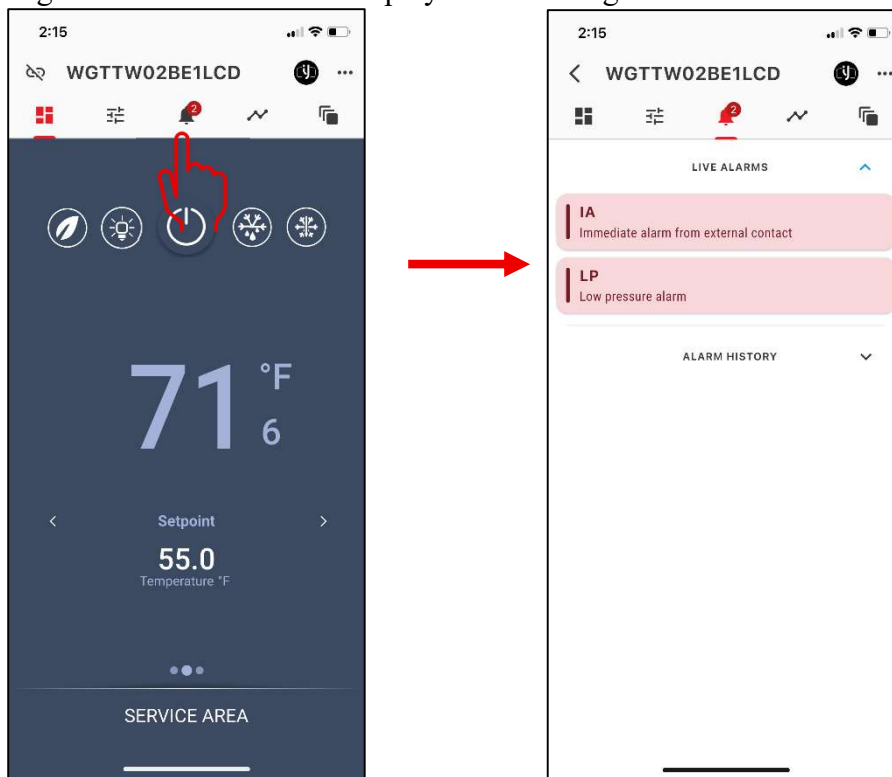 2:15
WGTTW02BE1LCD
2
71 °F
6
Setpoint
55.0
Temperature °F
SERVICE AREA
2:15
WGTTW02BE1LCD
2
LIVE ALARMS
IA
Immediate alarm from external contact
LP
Low pressure alarm
ALARM HISTORY